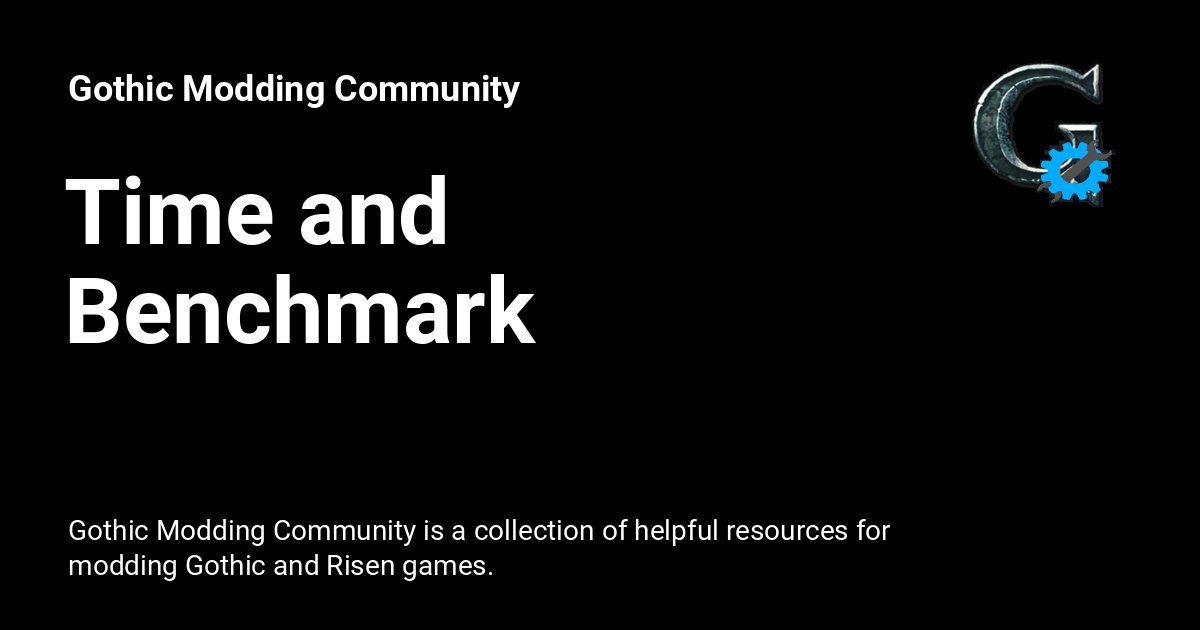 Gothic Modding Community
Time and
Benchmark
Gothic Modding Community is a collection of helpful resources for
modding Gothic and Risen games.
G